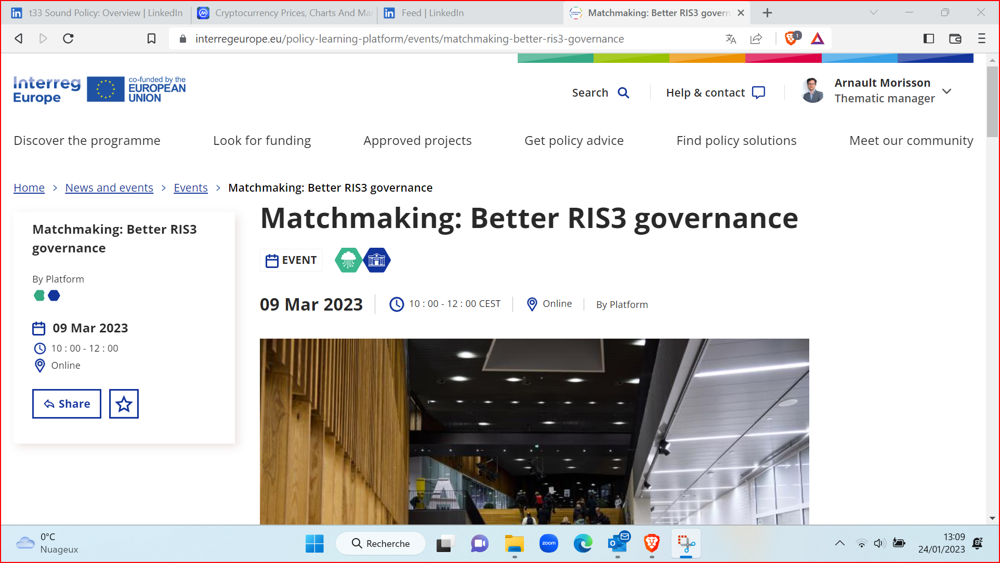 t33 Sound Policy: Overview | LinkedIn
Cryptocurrency Prices, Charts And Mar
Feed | LinkedIn
Matchmaking: Better RIS3 govern
interregeurope.eu/policy-learning-platform/events/matchmaking-better-ris3-governance
1
Interreg
Europe
co-funded by the
EUROPEAN
UNION
Search
Help & contact
Arnault Morisson
Thematic manager
Discover the programme
Look for funding
Approved projects
Get policy advice
Find policy solutions
Meet our community
Home > News and events > Events > Matchmaking: Better RIS3 governance
Matchmaking: Better RIS3
governance
By Platform
09 Mar 2023
10 : 00 - 12 : 00
Online
Share
Matchmaking: Better RIS3 governance
EVENT
09 Mar 2023
10 : 00 - 12 : 00 CEST
Online
By Platform
A
0°C
Nuageux
Recherche
zoom
13:09
24/01/2023